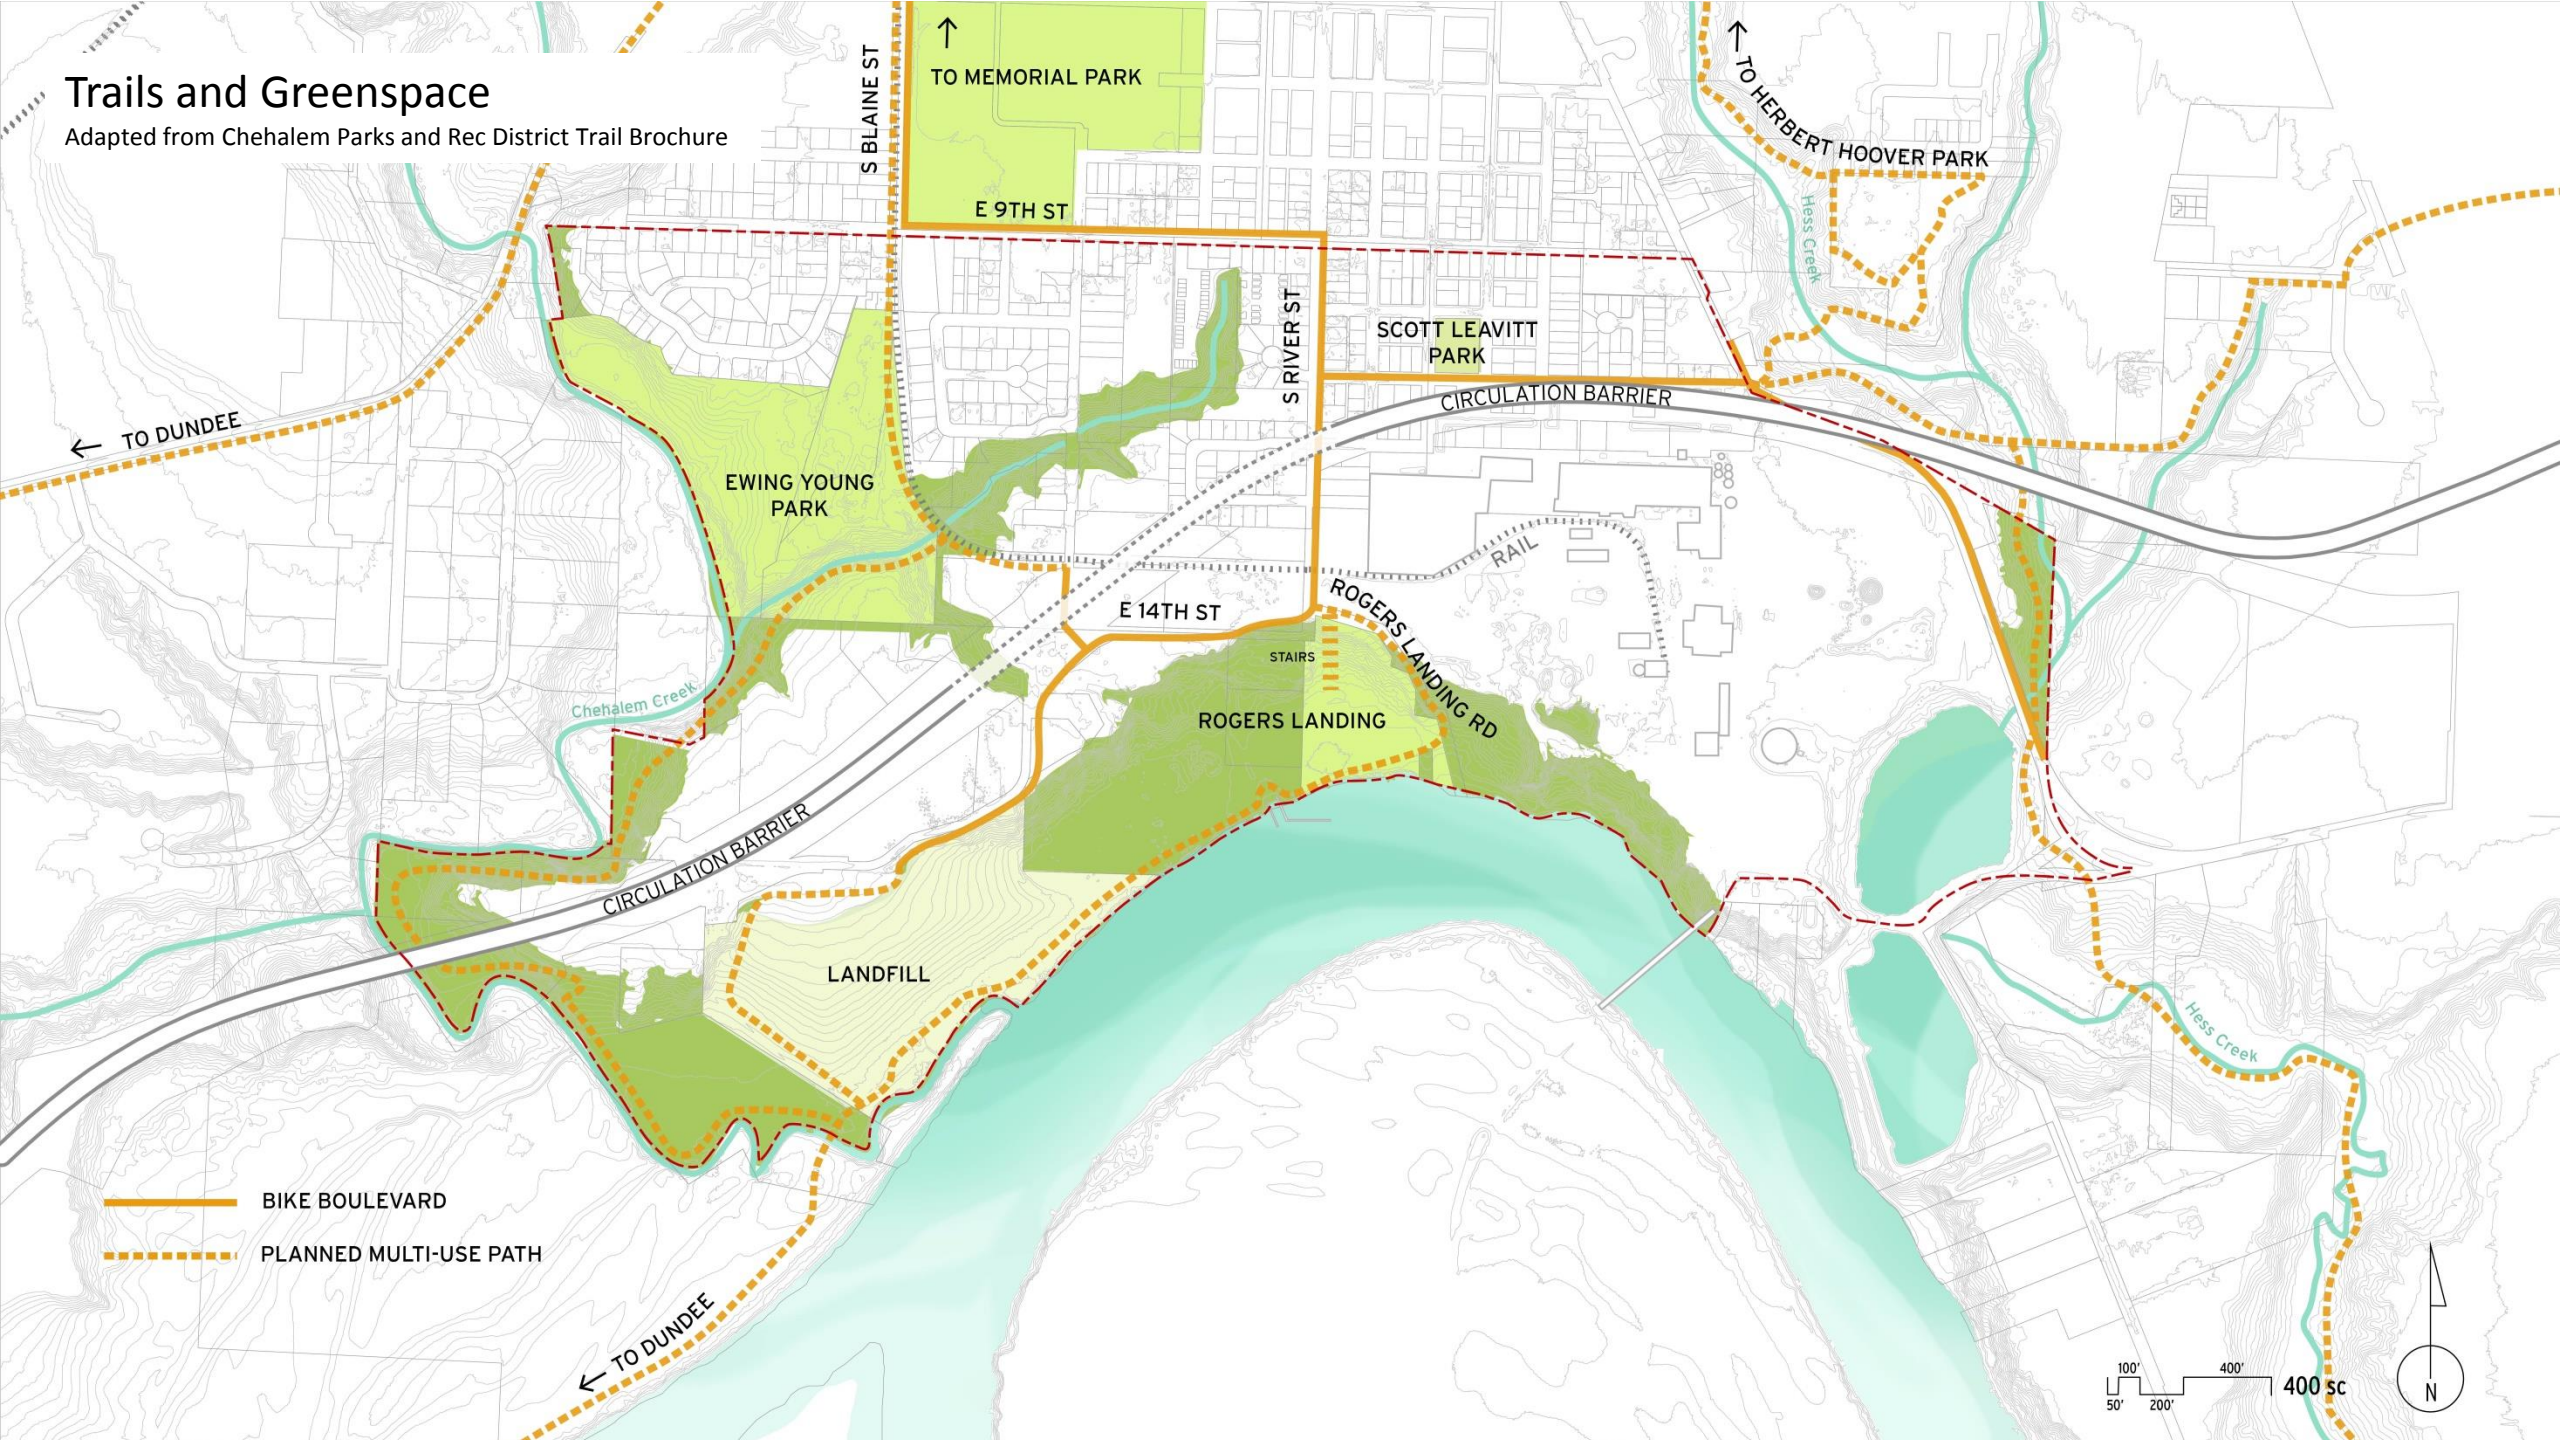 Trails and Greenspace
Adapted from Chehalem Parks and Rec District Trail Brochure
S BLAINE ST
TO MEMORIAL PARK
TO HERBERT HOOVER PARK
E 9TH ST
Hess Creek
S RIVER ST
SCOTT LEAVITT
PARK
CIRCULATION BARRIER
TO DUNDEE
EWING YOUNG
PARK
RAIL
E 14TH ST
ROGERS LANDING RD
STAIRS
ROGERS LANDING
Chehalem Creek
CIRCULATION BARRIER
LANDFILL
Hess Creek
BIKE BOULEVARD
PLANNED MULTI-USE PATH
TO DUNDEE
100' 400'
400 SC
50' 200'
N